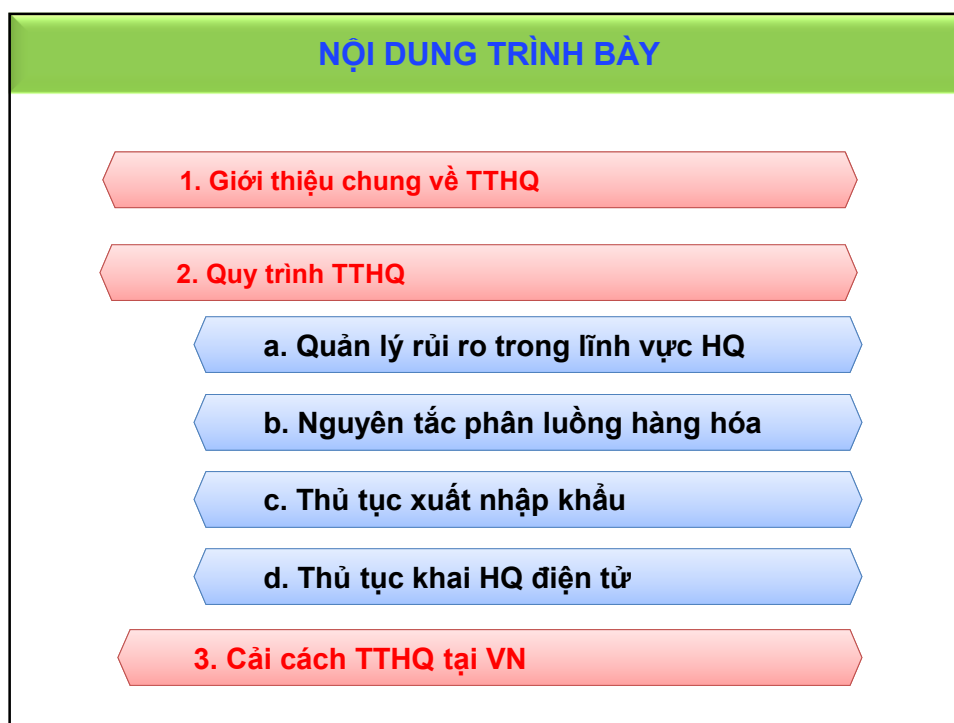 NỘI DUNG TRÌNH BÀY
1. Giới thiệu chung về TTHQ
2. Quy trình TTHQ
a. Quản lý rủi ro trong lĩnh vực HQ
b. Nguyên tắc phân luồng hàng hóa
c. Thủ tục xuất nhập khẩu
d. Thủ tục khai HQ điện tử
3. Cải cách TTHQ tại VN